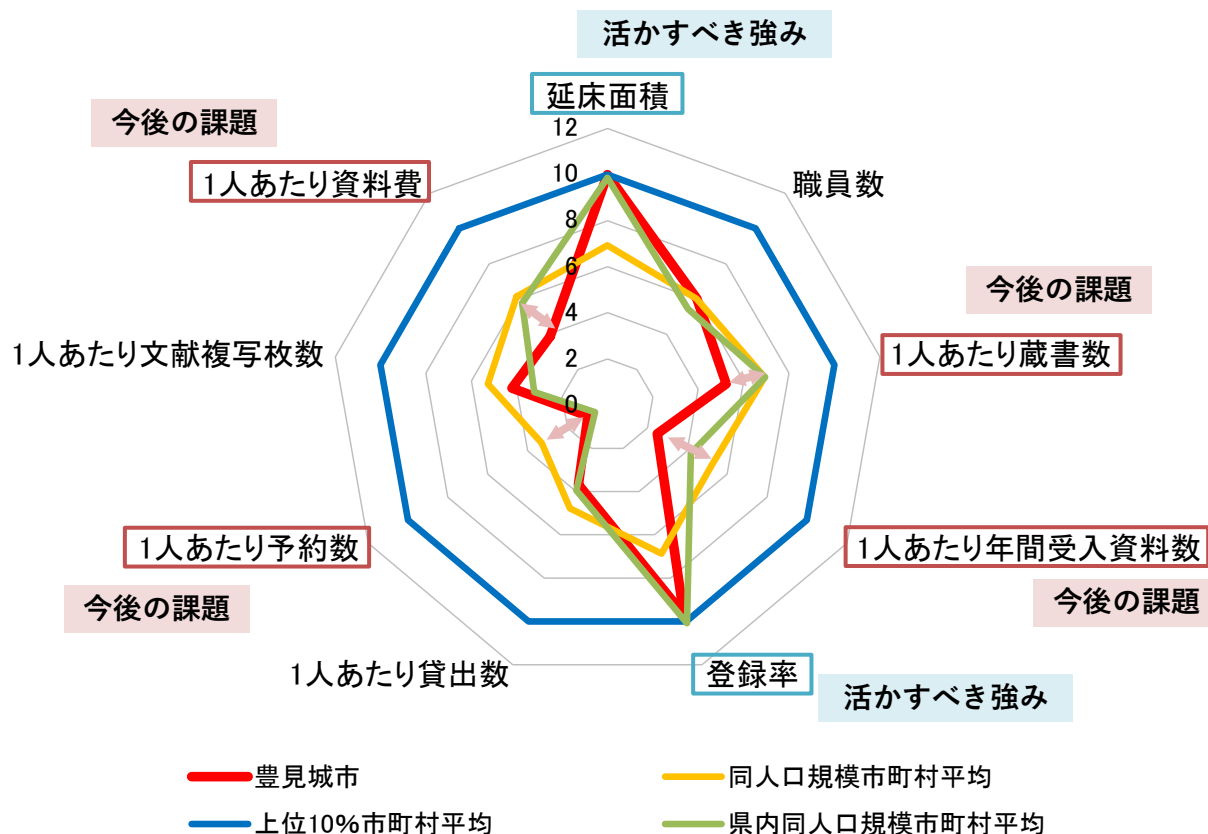 活かすべき強み
延床面積
今後の課題
1人あたり資料費
12
10
8
6
4
2
0
職員数
今後の課題
1人あたり蔵書数
1人あたり文献複写枚数
1人あたり予約数
今後の課題
1人あたり年間受入資料数
今後の課題
1人あたり貸出数
登録率
活かすべき強み
豊見城市
同人口規模市町村平均
上位10%市町村平均
県内同人口規模市町村平均